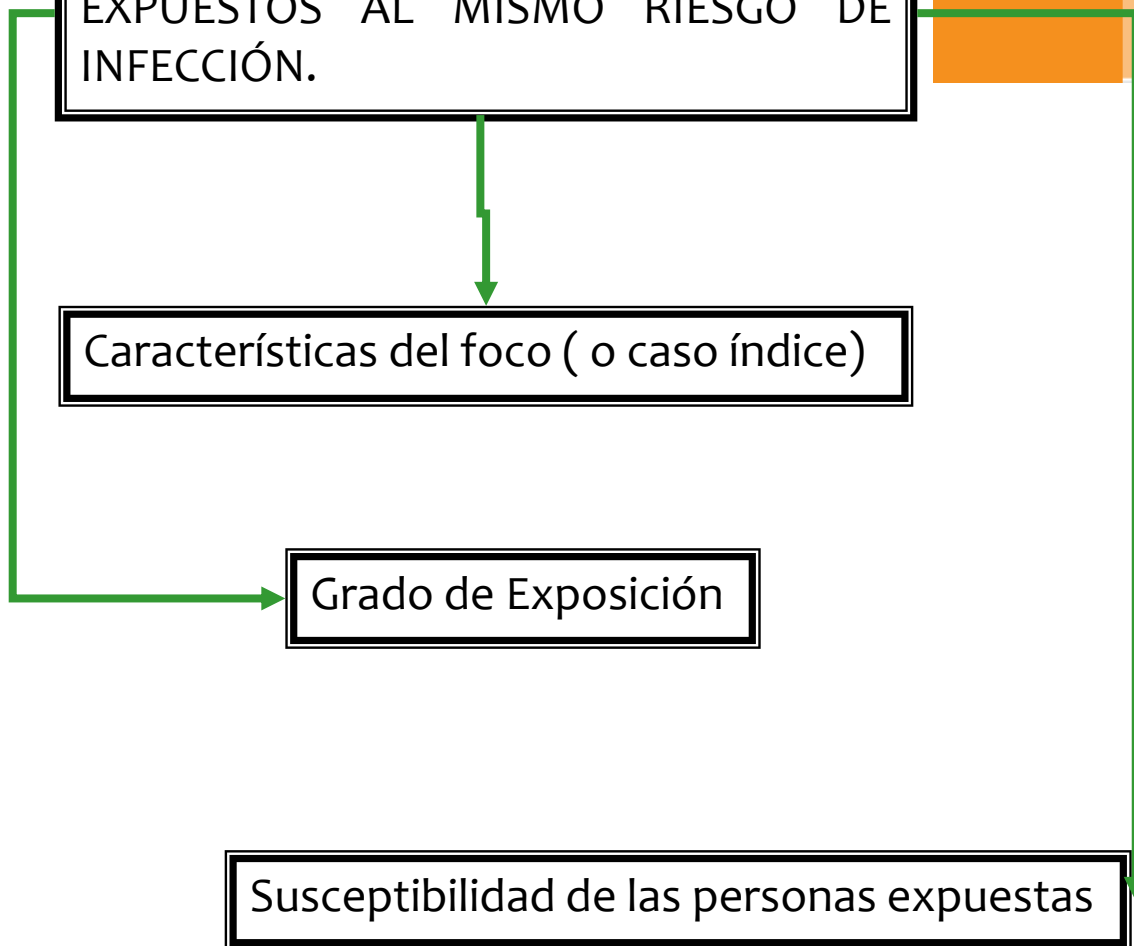 EXPUESTOS AL MISMO RIESGO DE
INFECCIÓN.
Características del foco ( o caso índice)
Grado de Exposición
Susceptibilidad de las personas expuestas